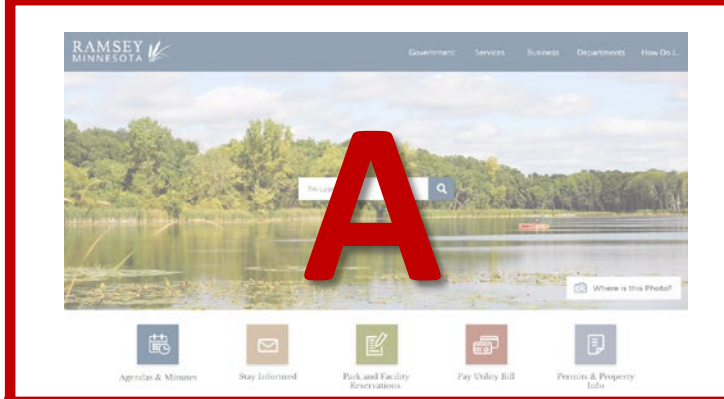 RAMSEY
MINNESOTA
Government Services Business Departments How Do I...
A
Where is this Photo?
Agendas & Minutes Stay Informed Park and Facility Pay Utility Bill Permits & Property
Reservations Info